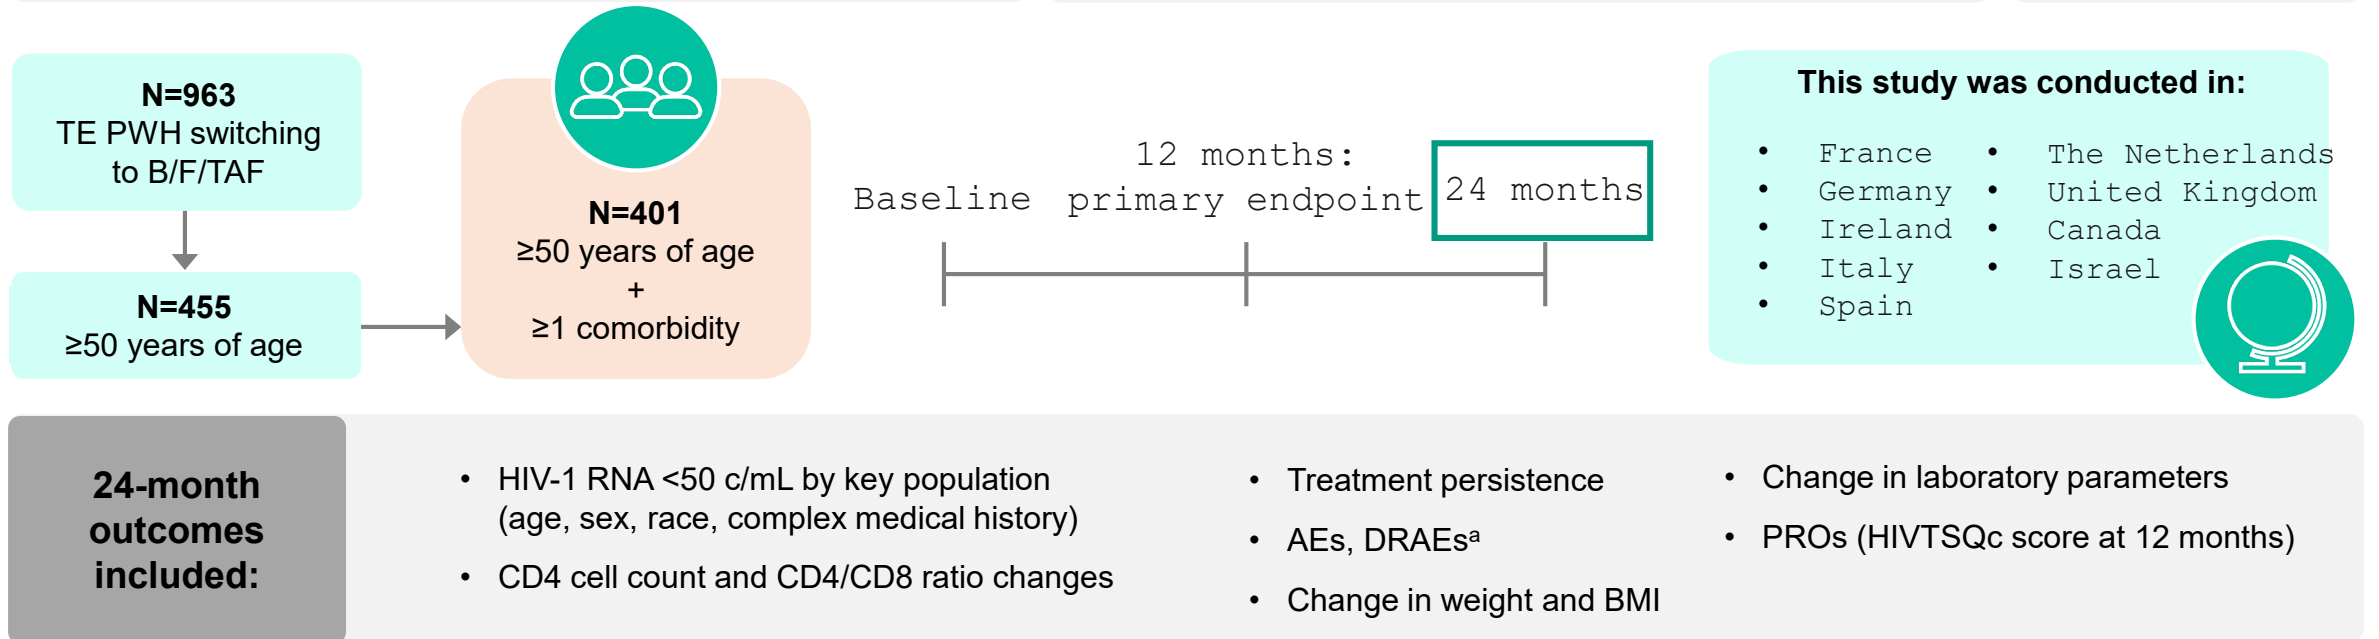 N=963
TE PWH switching
to B/F/TAF
N=455
≥50 years of age
N=401
≥50 years of age
+
≥1 comorbidity
Baseline
12 months:
primary endpoint
24 months
This study was conducted in:
• France
• Germany
• Ireland
• Italy
• Spain
• The Netherlands
• United Kingdom
• Canada
• Israel
24-month
outcomes
included:
• HIV-1 RNA <50 c/mL by key population
(age, sex, race, complex medical history)
• CD4 cell count and CD4/CD8 ratio changes
• Treatment persistence
• AEs, DRAEsᵃ
• Change in weight and BMI
• Change in laboratory parameters
• PROs (HIVTSQc score at 12 months)